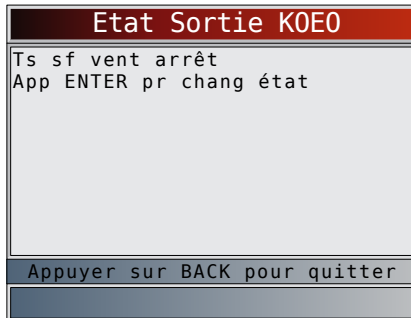 Etat Sortie KOEO
Ts sf vent arrêt
App ENTER pr chang état
Appuyer sur BACK pour quitter